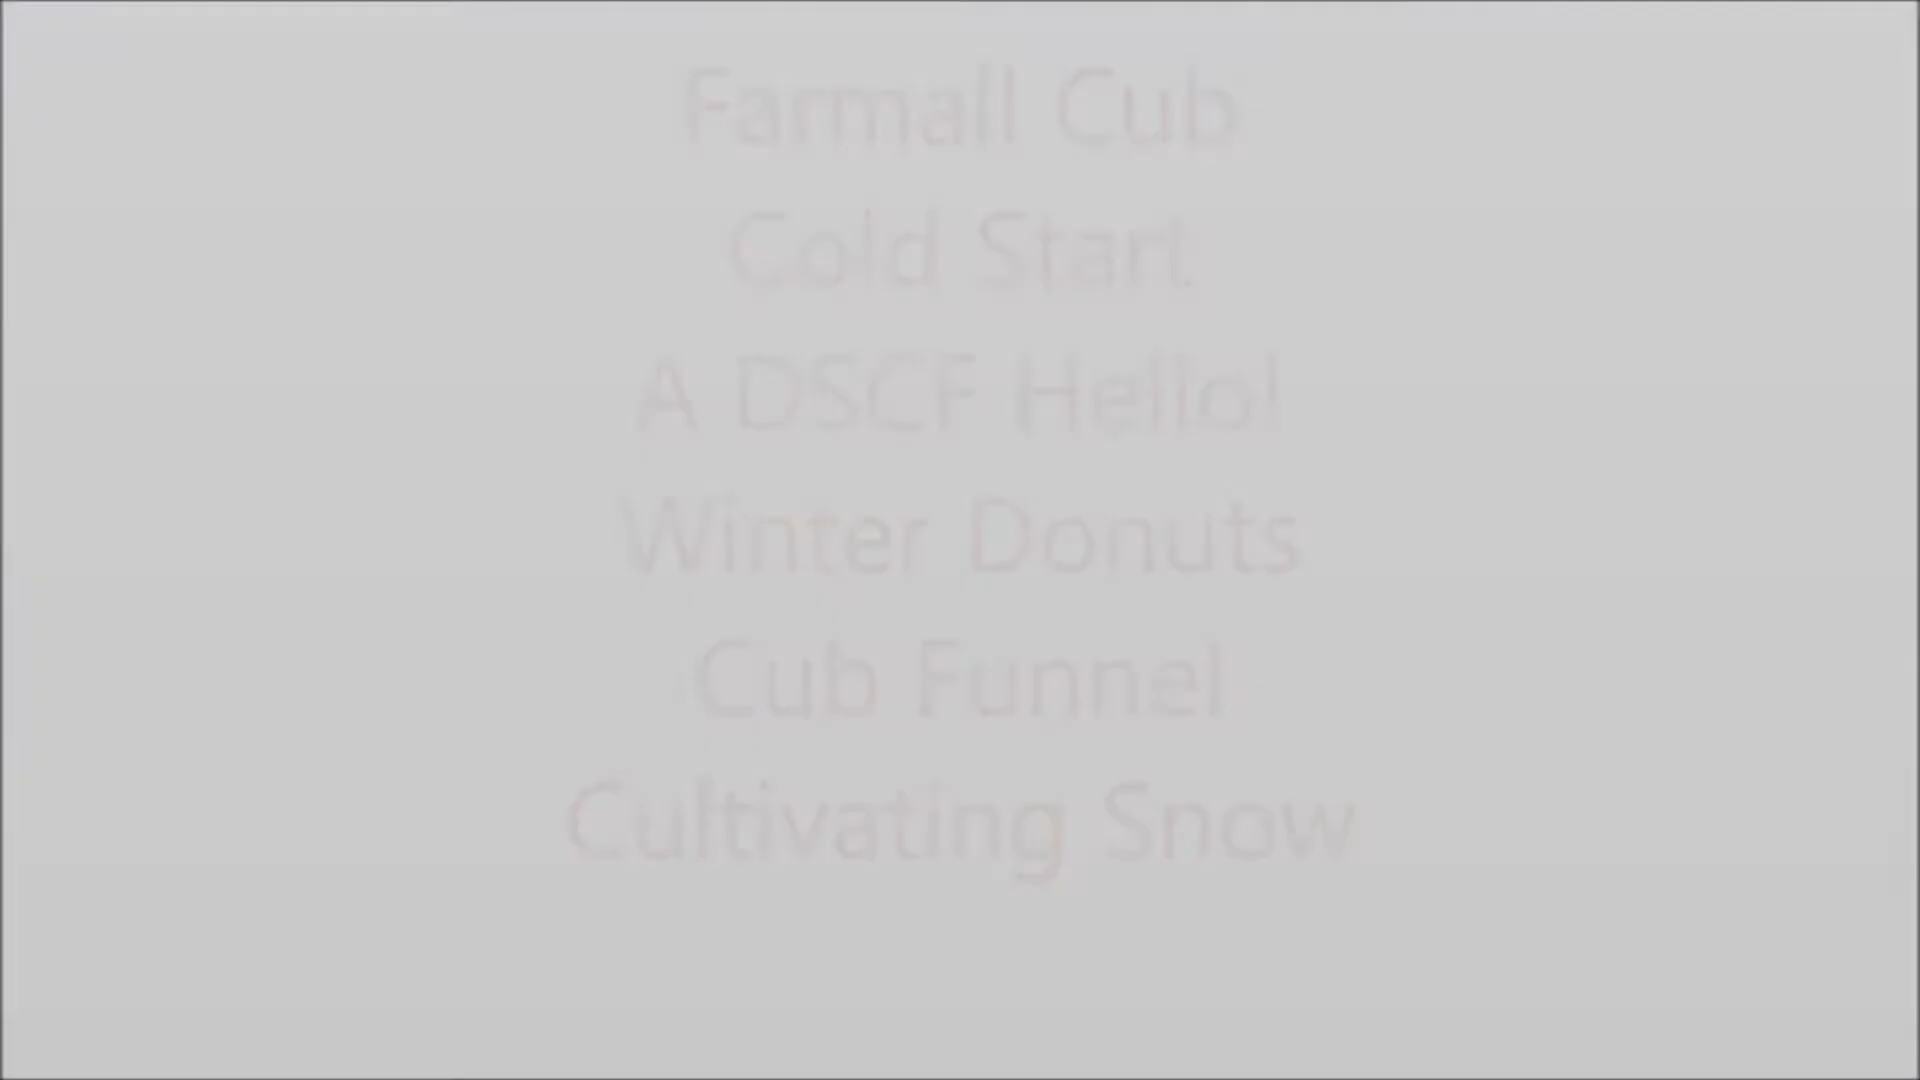 Farmall Cub
Cold Start
A DSCF Hello!
Winter Donuts
Cub Funnel
Cultivating Snow